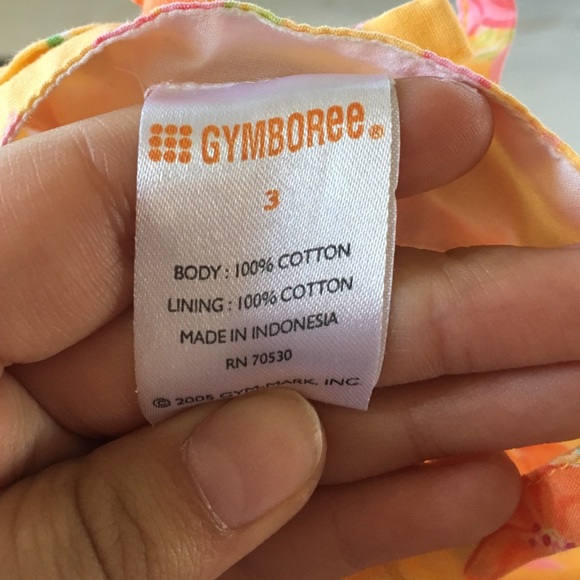 GYMBOREE®
3
BODY : 100% COTTON
LINING : 100% COTTON
MADE IN INDONESIA
RN 70530
© 2005 GYM-MARK, INC.